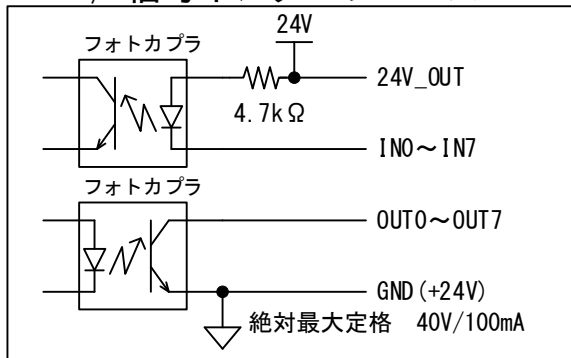 24V
フォトカプラ
24V_OUT
4.7kΩ
IN0～IN7
フォトカプラ
OUT0～OUT7
GND(+24V)
絶対最大定格 40V/100mA